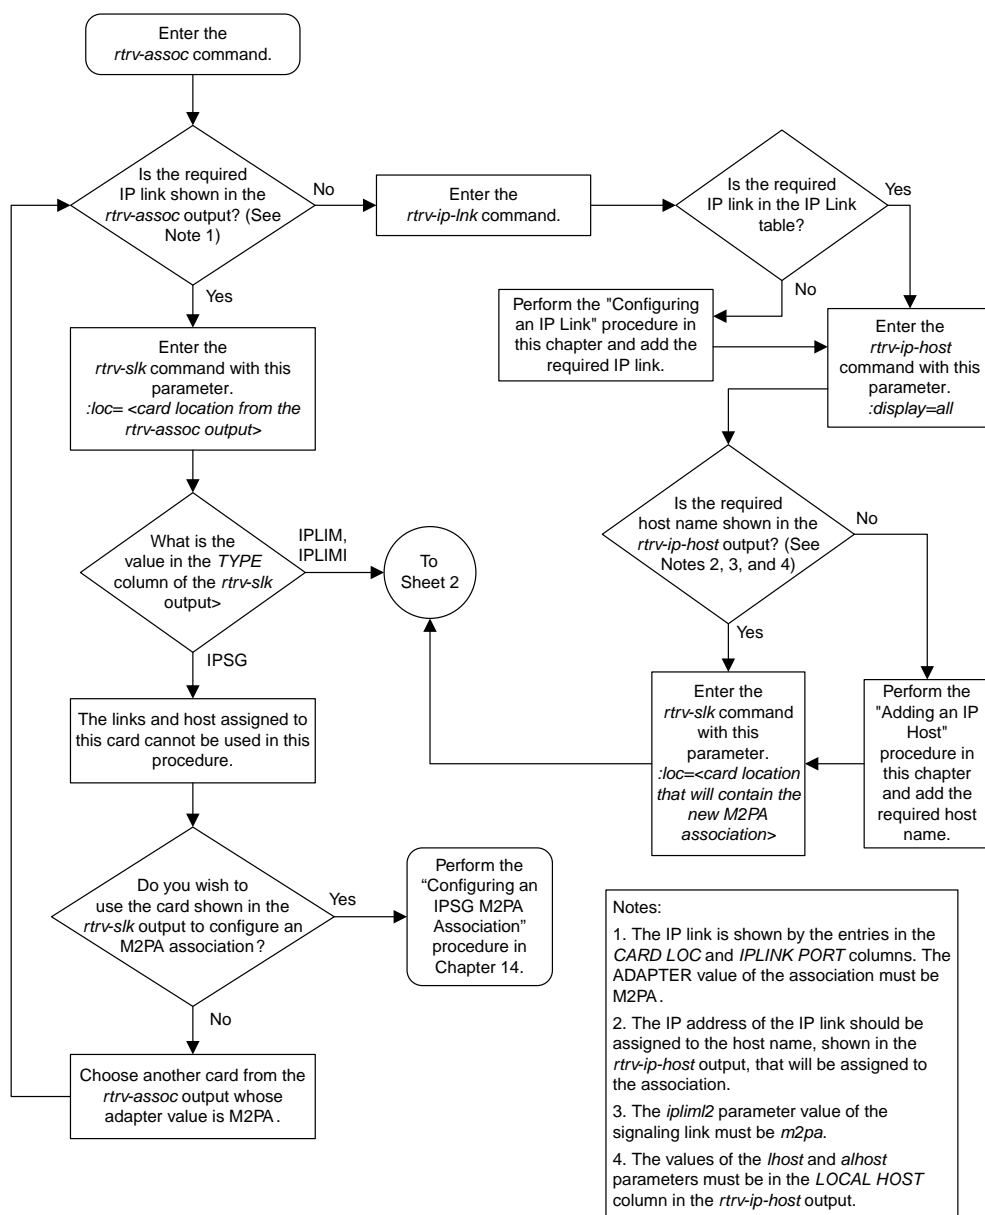 Enter the
rtrv-assoc command.
Is the required
IP link shown in the
rtrv-assoc output? (See
Note 1)
No
Yes
Enter the
rtrv-ip-lnk command.
Is the required
IP link in the IP Link
table?
Yes
No
Perform the "Configuring
an IP Link" procedure in
this chapter and add the
required IP link.
Enter the
rtrv-ip-host
command with this
parameter.
:display=all
Enter the
rtrv-slk command with this
parameter.
:loc= <card location from the
rtrv-assoc output>
Is the required
host name shown in the
rtrv-ip-host output? (See
Notes 2, 3, and 4)
No
Yes
What is the
value in the TYPE
column of the rtrv-slk
output>
IPLIM,
IPLIMI
To
Sheet 2
IPSG
The links and host assigned to
this card cannot be used in this
procedure.
Enter the
rtrv-slk command
with this
parameter.
:loc=<card location
that will contain the
new M2PA
association>
Perform the
"Adding an IP
Host"
procedure in
this chapter
and add the
required host
name.
Do you wish to
use the card shown in the
rtrv-slk output to configure an
M2PA association?
Yes
No
Perform the
“Configuring an
IPSG M2PA
Association”
procedure in
Chapter 14.
Choose another card from the
rtrv-assoc output whose
adapter value is M2PA.
Notes:
1. The IP link is shown by the entries in the
CARD LOC and IPLINK PORT columns. The
ADAPTER value of the association must be
M2PA.
2. The IP address of the IP link should be
assigned to the host name, shown in the
rtrv-ip-host output, that will be assigned to
the association.
3. The ipliml2 parameter value of the
signaling link must be m2pa.
4. The values of the lhost and alhost
parameters must be in the LOCAL HOST
column in the rtrv-ip-host output.